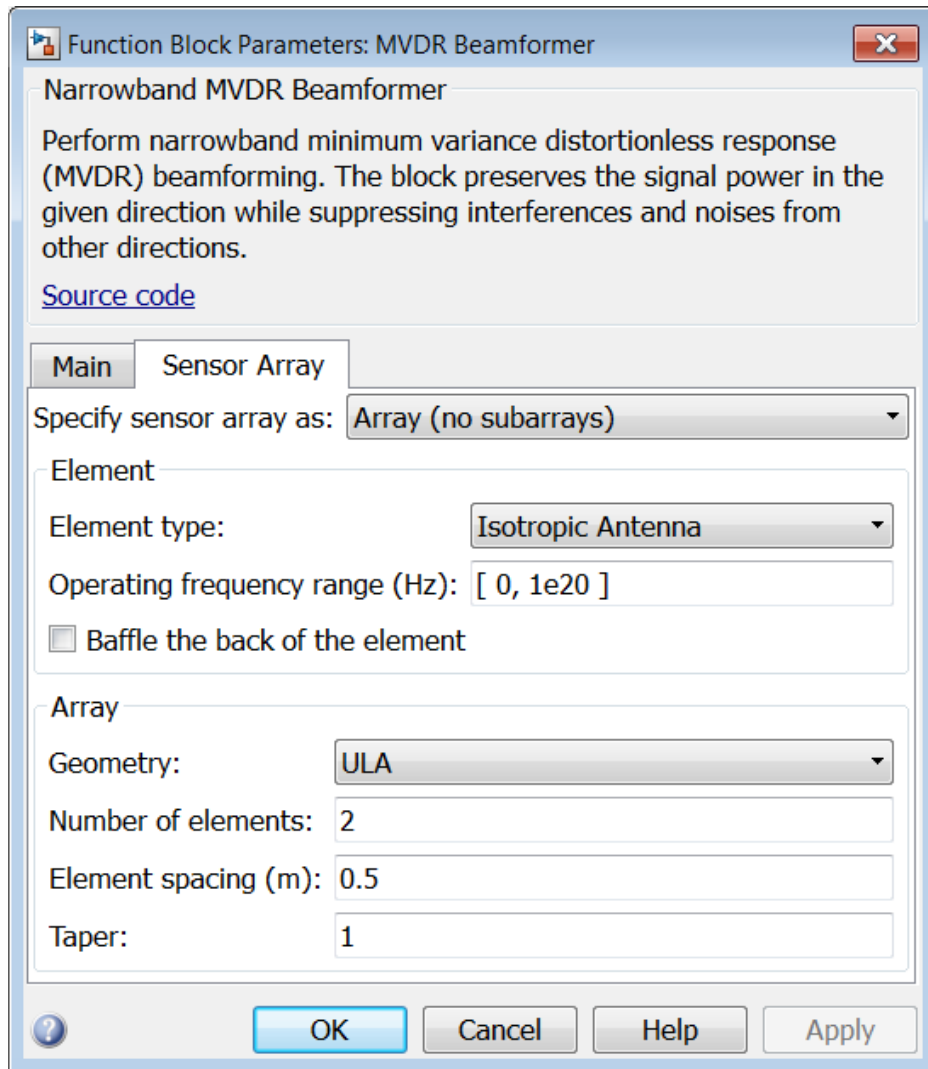 Function Block Parameters: MVDR Beamformer
Narrowband MVDR Beamformer
Perform narrowband minimum variance distortionless response
(MVDR) beamforming. The block preserves the signal power in the
given direction while suppressing interferences and noises from
other directions.
Source code
Main Sensor Array
Specify sensor array as: Array (no subarrays)
Element
Element type: Isotropic Antenna
Operating frequency range (Hz): [ 0, 1e20 ]
Baffle the back of the element
Array
Geometry: ULA
Number of elements: 2
Element spacing (m): 0.5
Taper: 1
? OK Cancel Help Apply